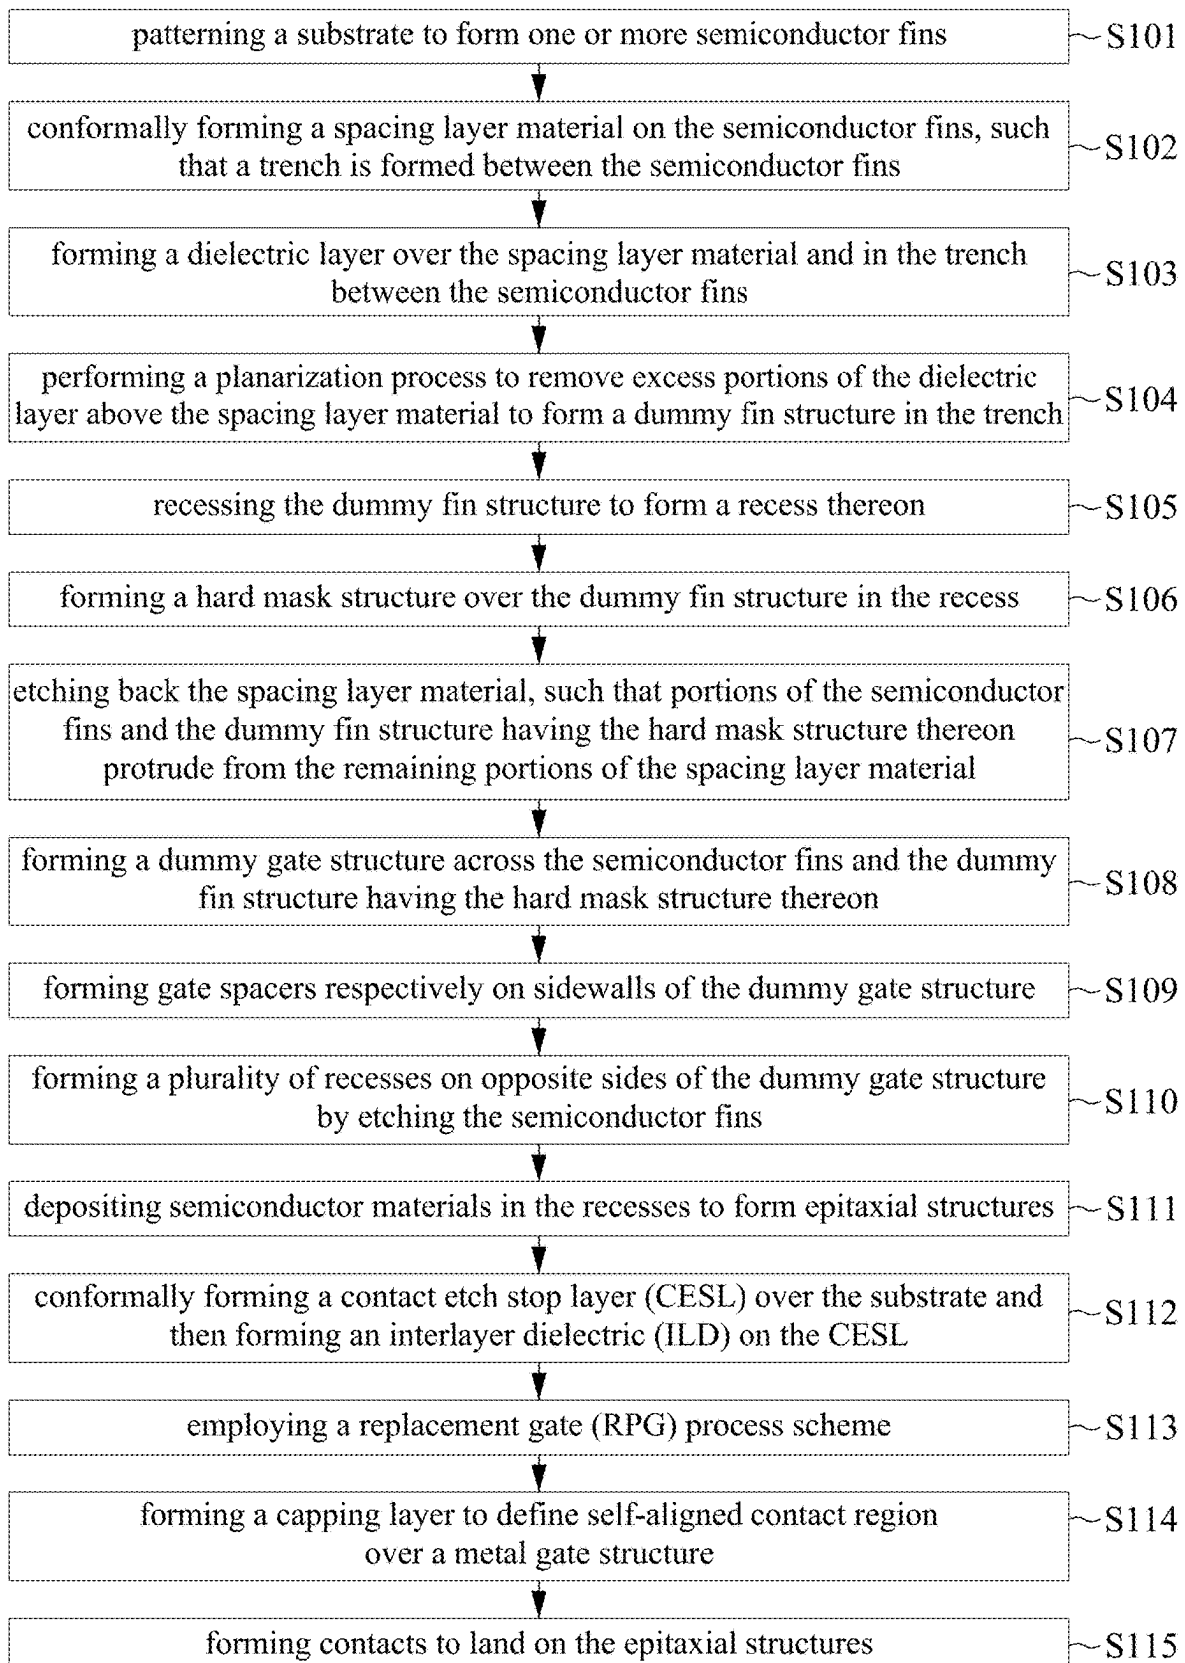 patterning a substrate to form one or more semiconductor fins
S101
conformally forming a spacing layer material on the semiconductor fins, such
that a trench is formed between the semiconductor fins
S102
forming a dielectric layer over the spacing layer material and in the trench
between the semiconductor fins
S103
performing a planarization process to remove excess portions of the dielectric
layer above the spacing layer material to form a dummy fin structure in the trench
S104
recessing the dummy fin structure to form a recess thereon
S105
forming a hard mask structure over the dummy fin structure in the recess
S106
etching back the spacing layer material, such that portions of the semiconductor
fins and the dummy fin structure having the hard mask structure thereon
protrude from the remaining portions of the spacing layer material
S107
forming a dummy gate structure across the semiconductor fins and the dummy
fin structure having the hard mask structure thereon
S108
forming gate spacers respectively on sidewalls of the dummy gate structure
S109
forming a plurality of recesses on opposite sides of the dummy gate structure
by etching the semiconductor fins
S110
depositing semiconductor materials in the recesses to form epitaxial structures
S111
conformally forming a contact etch stop layer (CESL) over the substrate and
then forming an interlayer dielectric (ILD) on the CESL
S112
employing a replacement gate (RPG) process scheme
S113
forming a capping layer to define self-aligned contact region
over a metal gate structure
S114
forming contacts to land on the epitaxial structures
S115